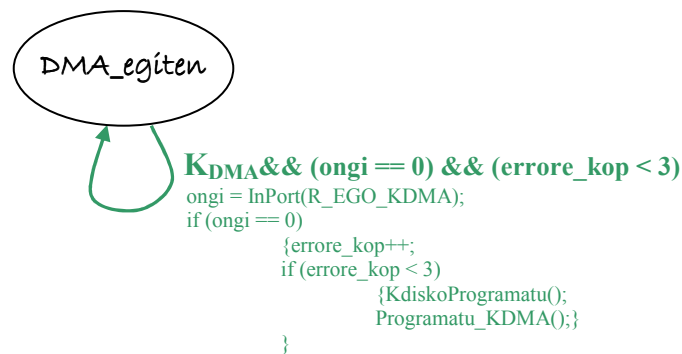 DMA_egiten
KDMA&& (ongi == 0) && (errore_kop < 3)
ongi = InPort(R_EGO_KDMA);
if (ongi == 0)
{errore_kop++;
if (errore_kop < 3)
{KdiskoProgramatu();
Programatu_KDMA();}
}